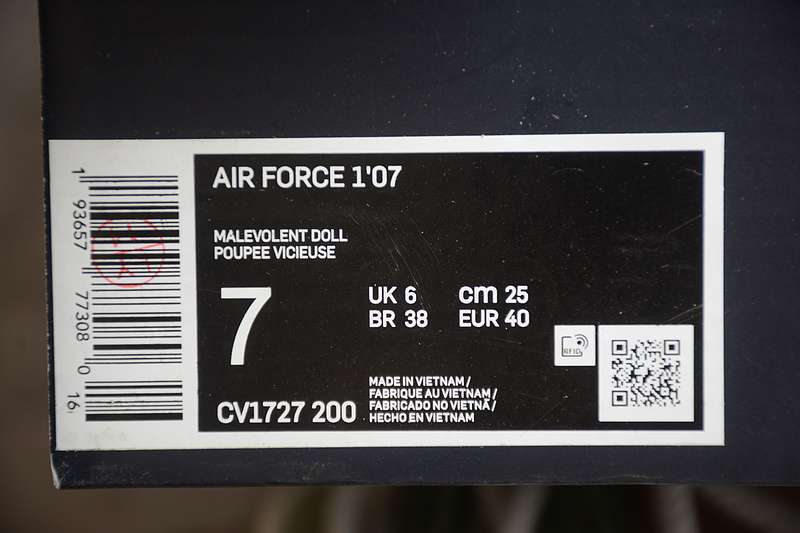 AIR FORCE 1'07
MALEVOLENT DOLL
POUPEE VICIEUSE
7
UK 6
cm 25
BR 38
EUR 40
CV1727 200
MADE IN VIETNAM /
FABRIQUE AU VIETNAM /
FABRICADO NO VIETNÃ /
HECHO EN VIETNAM
1 93657 77308 0 16